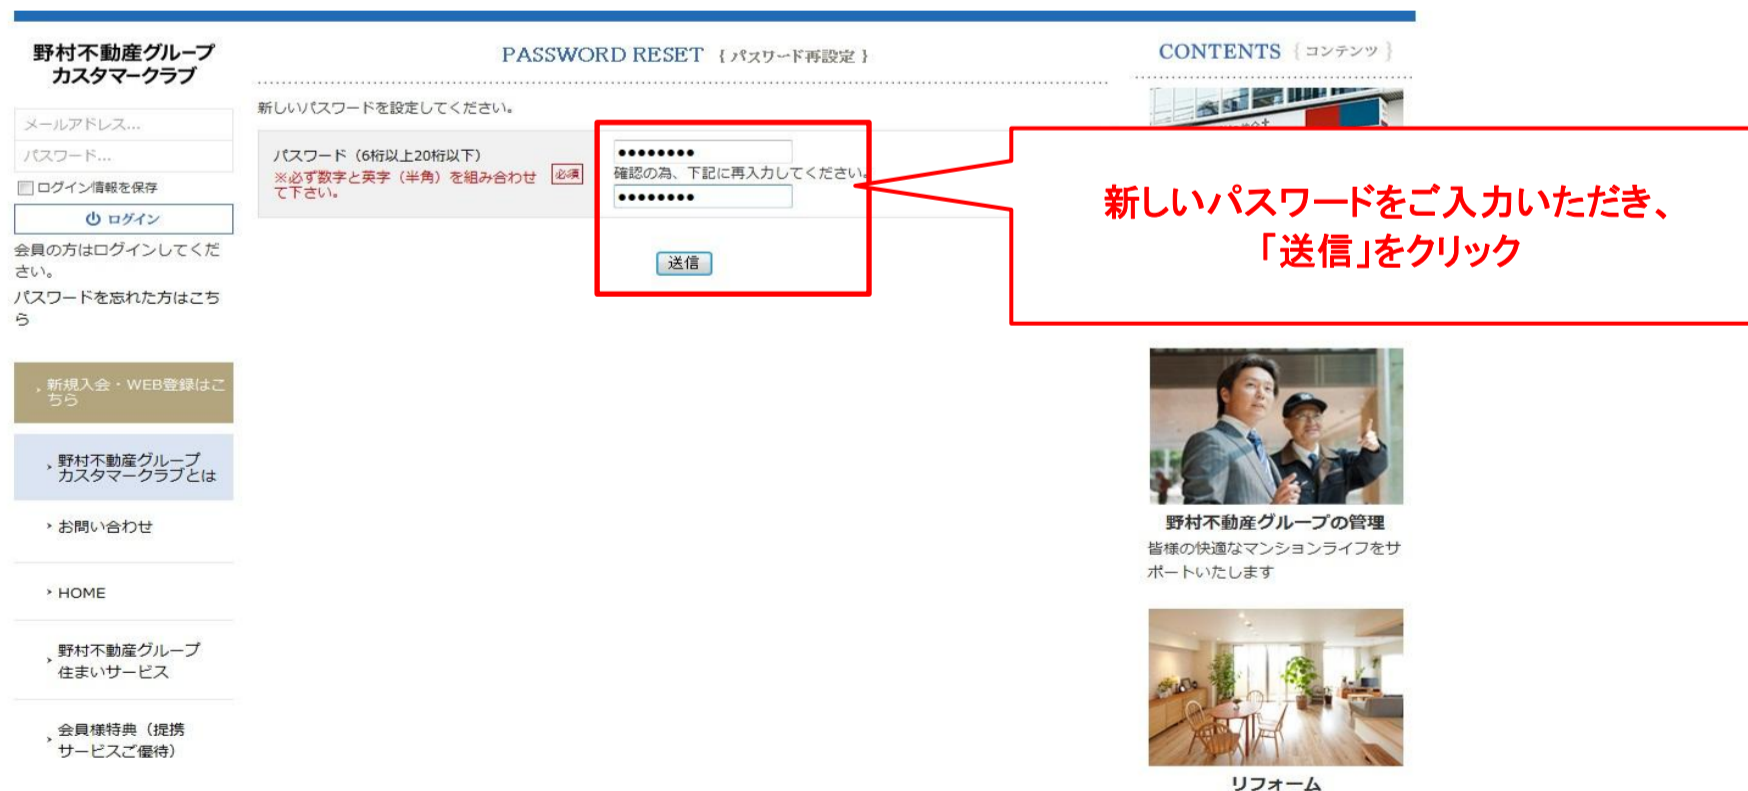 野村不動産グループ
カスタマークラブ
メールアドレス...
パスワード...
ログイン情報を保存
ログイン
会員の方はログインしてくだ
さい。
パスワードを忘れた方はこち
ら
新規入会・WEB登録はこ
ちら
野村不動産グループ
カスタマークラブとは
お問い合わせ
HOME
野村不動産グループ
住まいサービス
会員様特典（提携
サービスご優待）
PASSWORD RESET { パスワード再設定 }
新しいパスワードを設定してください。
パスワード（6桁以上20桁以下）
※必ず数字と英字（半角）を組み合わせ
て下さい。
必須
●●●●●●●●
確認の為、下記に再入力してください。
●●●●●●●●
送信
新しいパスワードをご入力いただき、
「送信」をクリック
CONTENTS { コンテンツ }
野村不動産グループの管理
皆様の快適なマンションライフをサ
ポートいたします
リフォーム